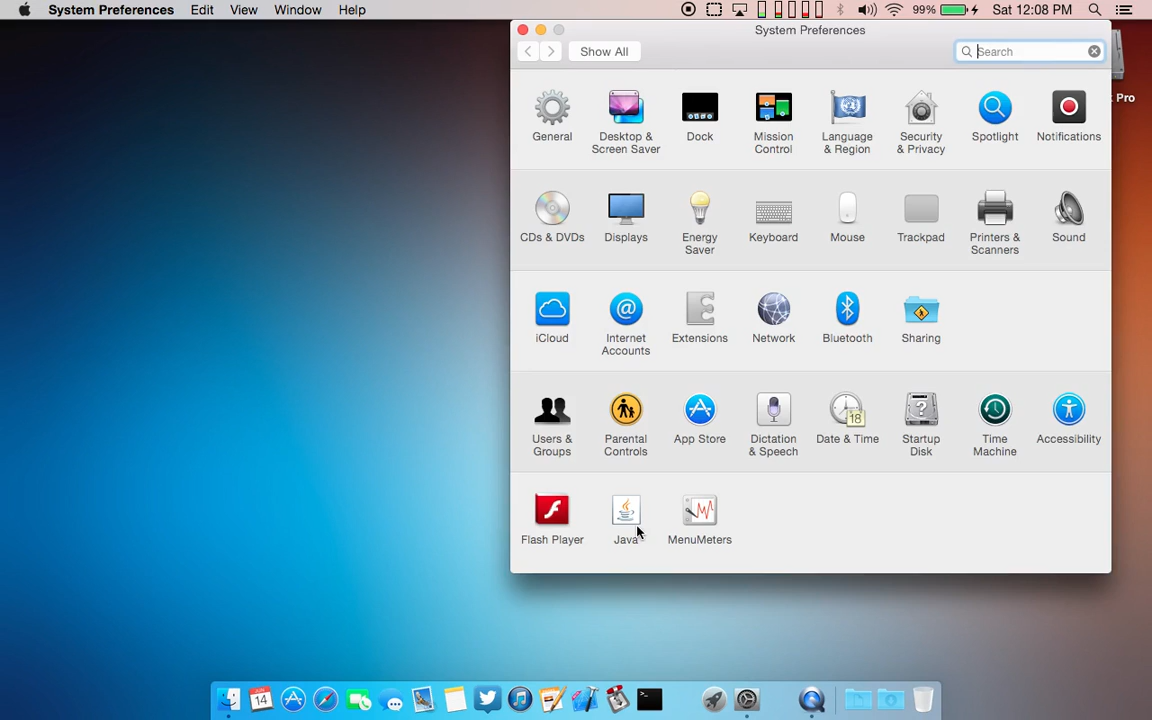 System Preferences Edit View Window Help 99% Sat 12:08 PM
System Preferences
Show All
Search
Pro
General
Desktop &
Screen Saver
Dock
Mission
Control
Language
& Region
Security
& Privacy
Spotlight
Notifications
CDs & DVDs
Displays
Energy
Saver
Keyboard
Mouse
Trackpad
Printers &
Scanners
Sound
iCloud
Internet
Accounts
Extensions
Network
Bluetooth
Sharing
18
Users &
Groups
Parental
Controls
App Store
Dictation
& Speech
Date & Time
Startup
Disk
Time
Machine
Accessibility
Flash Player
Java
MenuMeters
14